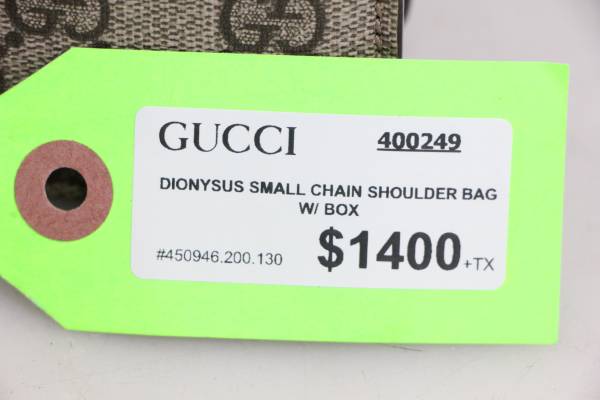 GUCCI 400249
DIONYSUS SMALL CHAIN SHOULDER BAG
W/ BOX
#450946.200.130 $1400 +TX